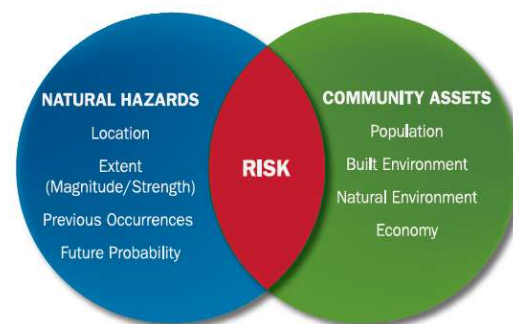 NATURAL HAZARDS
Location
Extent
(Magnitude/Strength)
Previous Occurrences
Future Probability
RISK
COMMUNITY ASSETS
Population
Built Environment
Natural Environment
Economy